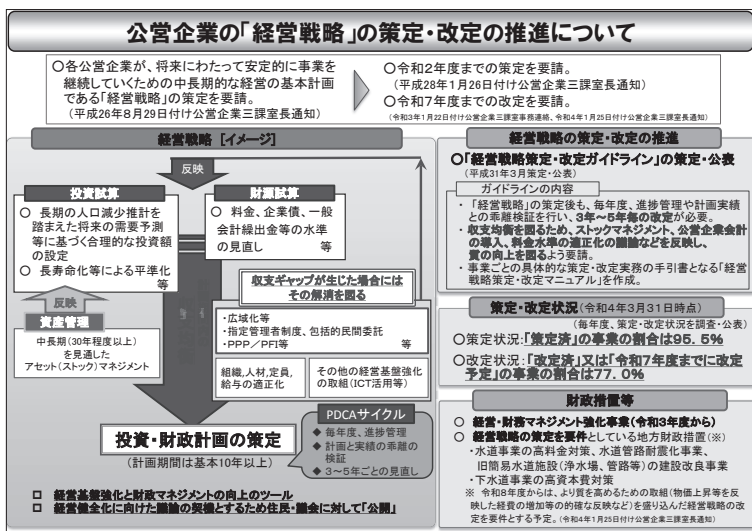 公営企業の「経営戦略」の策定・改定の推進について
○各公営企業が、将来にわたって安定的に事業を
継続していくための中長期的な経営の基本計画
である「経営戦略」の策定を要請。
(平成26年8月29日付け公営企業三課室長通知)
○令和2年度までの策定を要請。
(平成28年1月26日付け公営企業三課室長通知)
○令和7年度までの改定を要請。
(令和3年1月22日付け公営企業三課室事務連絡、令和4年1月25日付け公営企業三課室長通知)
経営戦略 [イメージ]
反映
投資試算
○ 長期の人口減少推計を
踏まえた将来の需要予測
等に基づく合理的な投資額
の設定
○ 長寿命化等による平準化
等
財源試算
○ 料金、企業債、一般
会計繰出金等の水準
の見直し 等
反映
資産管理
中長期(30年程度以上)
を見通した
アセット(ストック)マネジメント
収支ギャップが生じた場合には
その解消を図る
・広域化等
・指定管理者制度、包括的民間委託
・PPP/PFI等 等
組織,人材,定員,
給与の適正化
その他の経営基盤強化
の取組(ICT活用等)
投資・財政計画の策定
(計画期間は基本10年以上)
PDCAサイクル
◆ 毎年度、進捗管理
◆ 計画と実績の乖離の
検証
◆ 3~5年ごとの見直し
□ 経営基盤強化と財政マネジメントの向上のツール
□ 経営健全化に向けた議論の契機とするため住民・議会に対して「公開」
経営戦略の策定・改定の推進
○「経営戦略策定・改定ガイドライン」の策定・公表
(平成31年3月策定・公表)
ガイドラインの内容
・ 「経営戦略」の策定後も、毎年度、進捗管理や計画実績
との乖離検証を行い、3年~5年毎の改定が必要。
・ 収支均衡を図るため、ストックマネジメント、公営企業会計
の導入、料金水準の適正化の議論などを反映し、
質の向上を図るよう要請。
・ 事業ごとの具体的な策定・改定実務の手引書となる「経営
戦略策定・改定マニュアル」を作成。
策定・改定状況(令和4年3月31日時点)
(毎年度、策定・改定状況を調査・公表)
○策定状況:「策定済」の事業の割合は95.5%
○改定状況:「改定済」又は「令和7年度までに改定
予定」の事業の割合は77.0%
財政措置等
○ 経営・財務マネジメント強化事業(令和3年度から)
○ 経営戦略の策定を要件としている地方財政措置(※)
・水道事業の高料金対策、水道管路耐震化事業、
旧簡易水道施設(浄水場、管路等)の建設改良事業
・下水道事業の高資本費対策
※ 令和8年度からは、より質を高めるための取組(物価上昇等を反
映した経費の増加等の的確な反映など)を盛り込んだ経営戦略の改
定を要件とする予定。(令和4年1月25日付け公営企業三課室長通知)